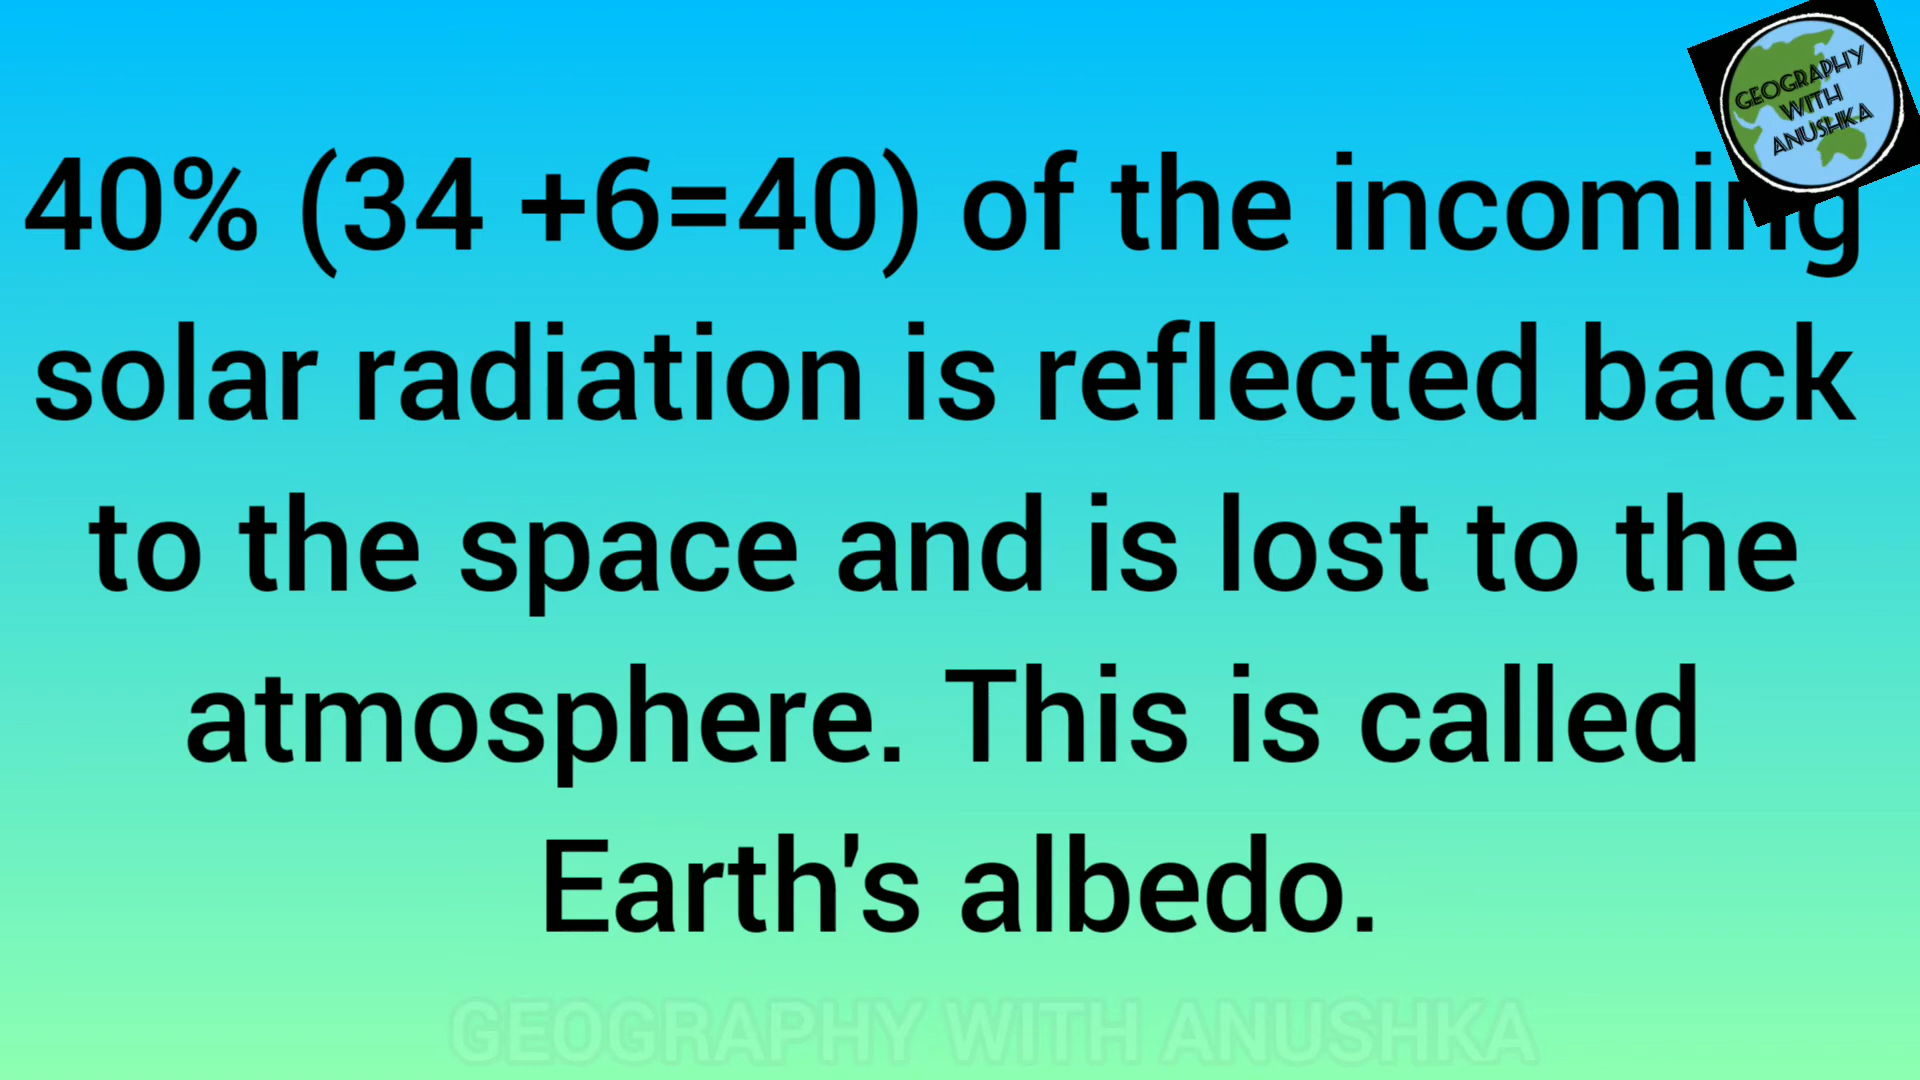 GEOGRAPHY
WITH
ANUSHKA
40% (34 +6=40) of the incoming
solar radiation is reflected back
to the space and is lost to the
atmosphere. This is called
Earth's albedo.
GEOGRAPHY WITH ANUSHKA